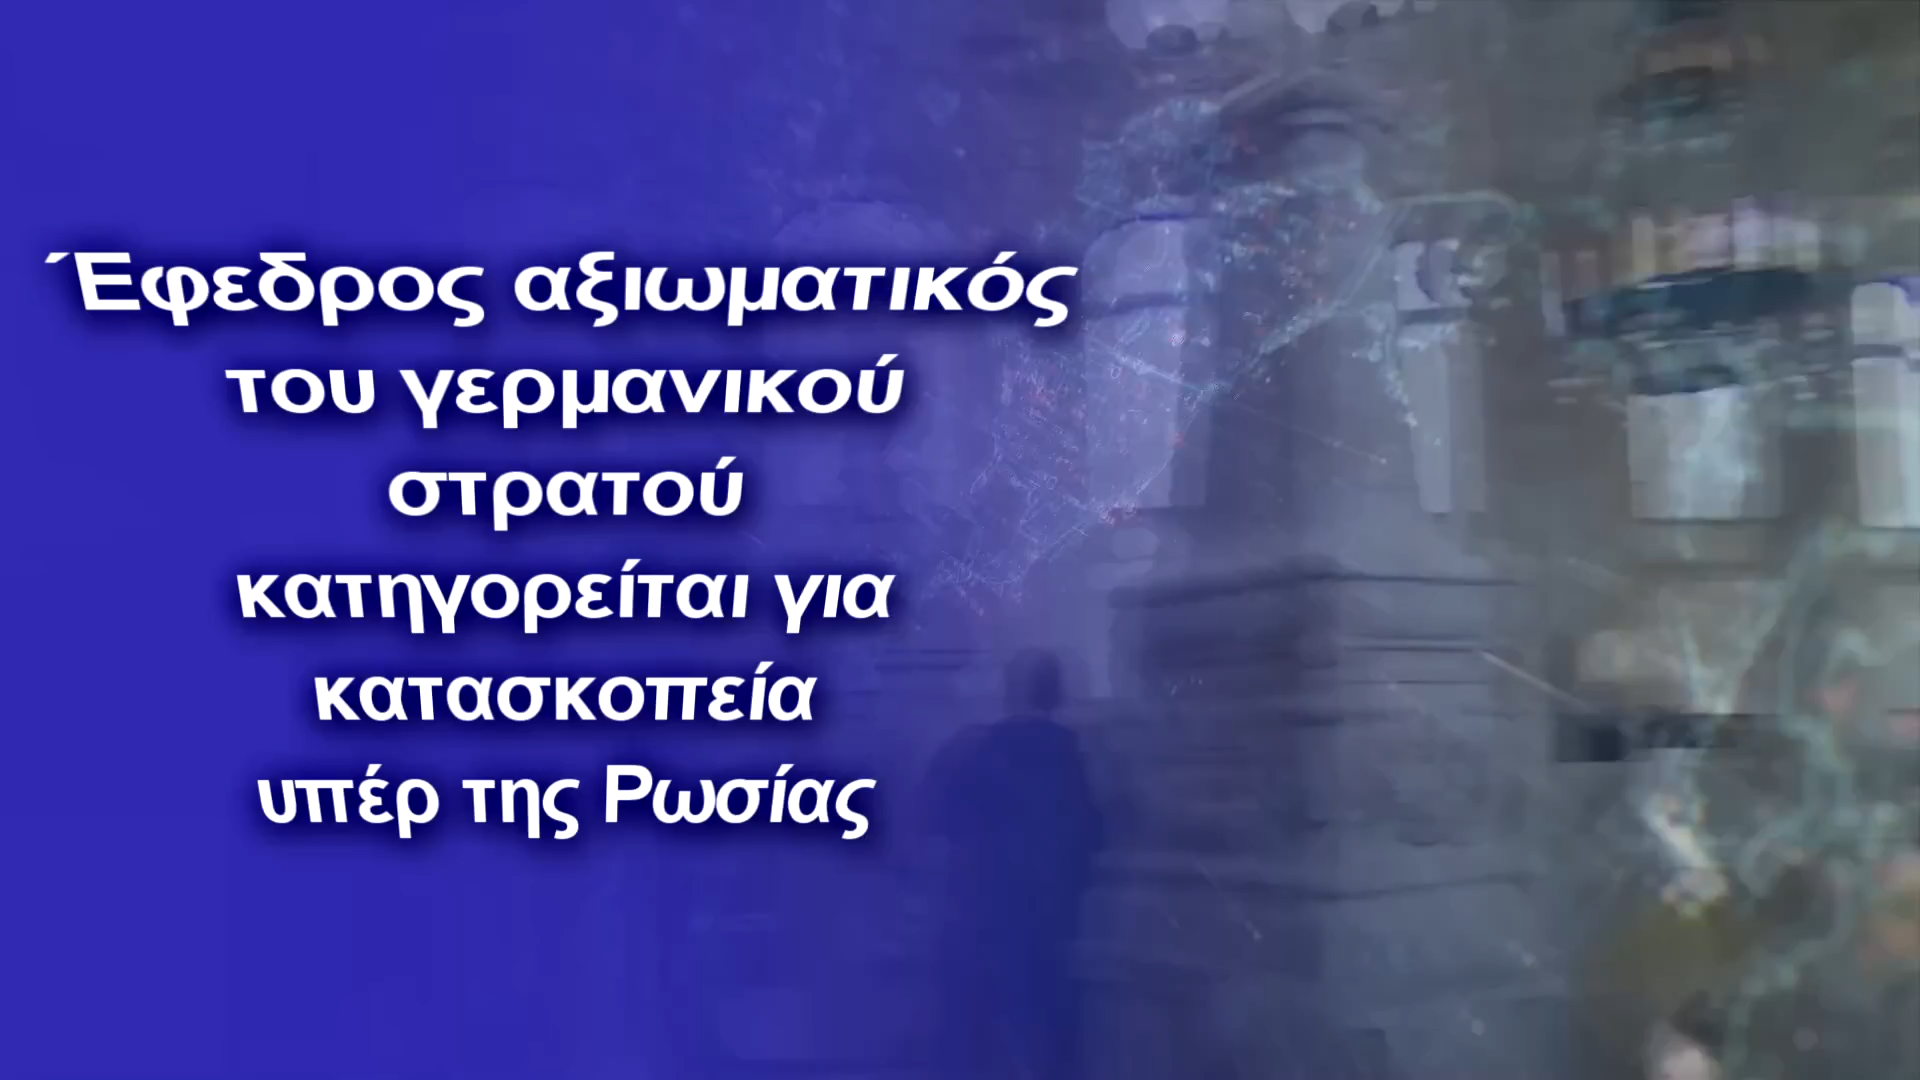 Έφεδρος αξιωματικός
του γερμανικού
στρατού
κατηγορείται για
κατασκοπεία
υπέρ της Ρωσίας